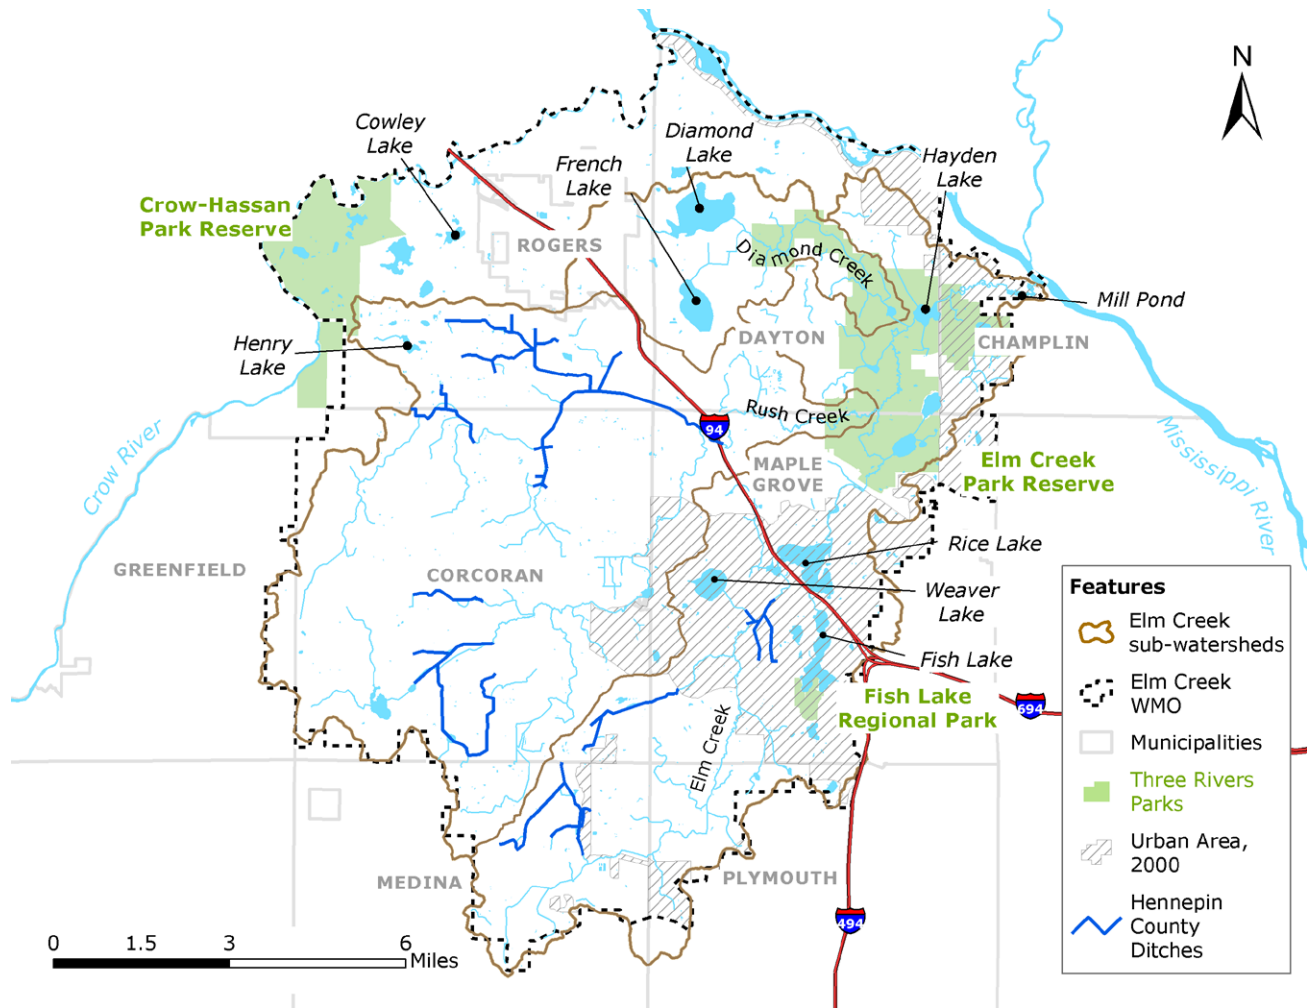 N
Cowley
Lake
Diamond
Lake
French
Lake
Hayden
Lake
Crow-Hassan
Park Reserve
ROGERS
Diamond Creek
Mill Pond
Henry
Lake
DAYTON
CHAMPLIN
Rush Creek
94
Crow River
Mississippi River
MAPLE
GROVE
Elm Creek
Park Reserve
Rice Lake
GREENFIELD
CORCORAN
Weaver
Lake
Fish Lake
Fish Lake
Regional Park
694
Elm Creek
MEDINA
PLYMOUTH
494
0 1.5 3 6
Miles
Features
Elm Creek
sub-watersheds
Elm Creek
WMO
Municipalities
Three Rivers
Parks
Urban Area,
2000
Hennepin
County
Ditches